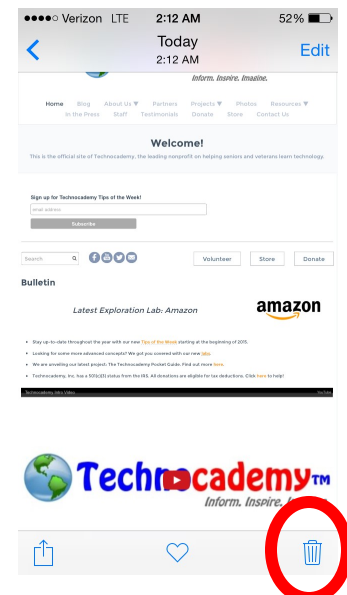 Verizon LTE 2:12 AM 52%
Today
2:12 AM
Edit
Inform. Inspire. Imagine.
Home Blog About Us ▼ Partners Projects ▼ Photos Resources ▼
In the Press Staff Testimonials Donate Store Contact Us
Welcome!
This is the official site of Technocademy, the leading nonprofit on helping seniors and veterans learn technology.
Sign up for Technocademy Tips of the Week!
email address
Subscribe
Search
Volunteer Store Donate
Bulletin
Latest Exploration Lab: Amazon
amazon
• Stay up-to-date throughout the year with our new Tips of the Week starting at the beginning of 2015.
• Looking for some more advanced concepts? We got you covered with our new labs.
• We are unveiling our latest project: The Technocademy Pocket Guide. Find out more here.
• Technocademy, Inc. has a 501(c)(3) status from the IRS. All donations are eligible for tax deductions. Click here to help!
Technocademy Intro Video YouTube
Technocademy™
Inform. Inspire.